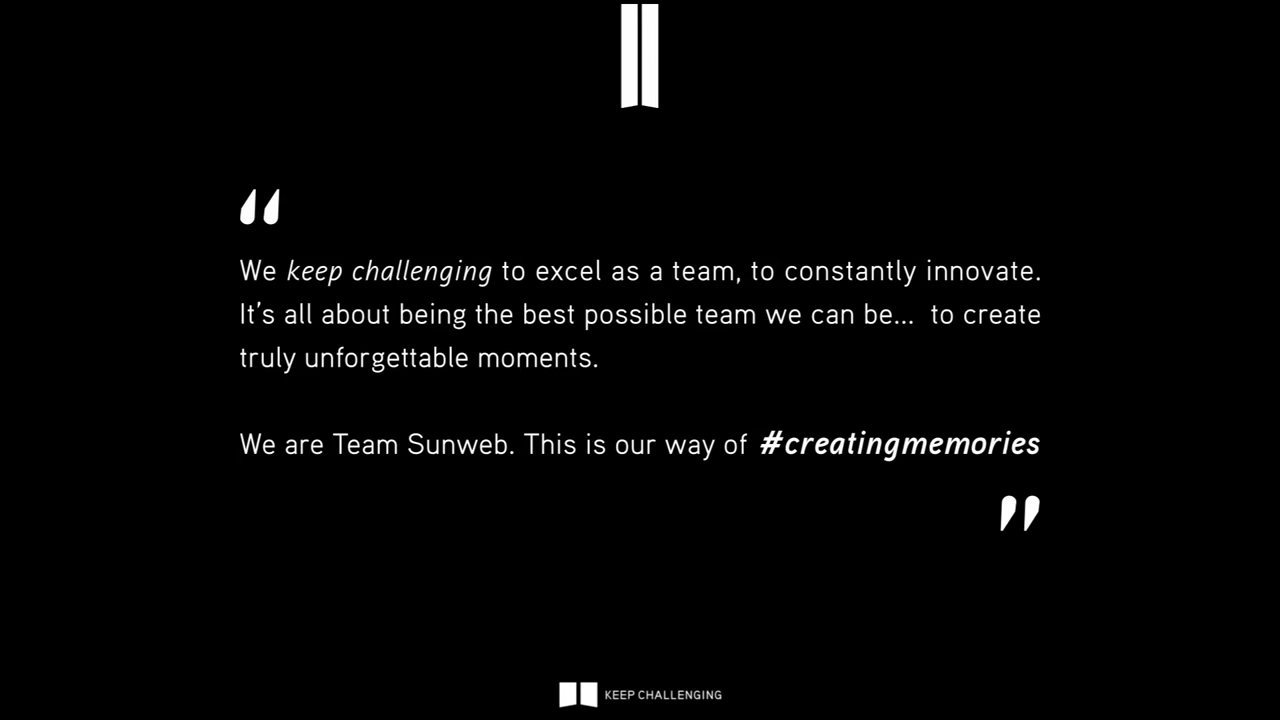 “
We keep challenging to excel as a team, to constantly innovate.
It’s all about being the best possible team we can be... to create
truly unforgettable moments.
We are Team Sunweb. This is our way of #creatingmemories
”
KEEP CHALLENGING